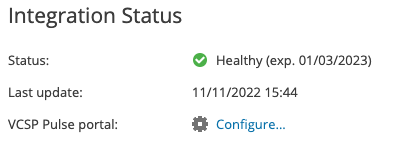 Integration Status
Status: Healthy (exp. 01/03/2023)
Last update: 11/11/2022 15:44
VCSP Pulse portal: Configure...